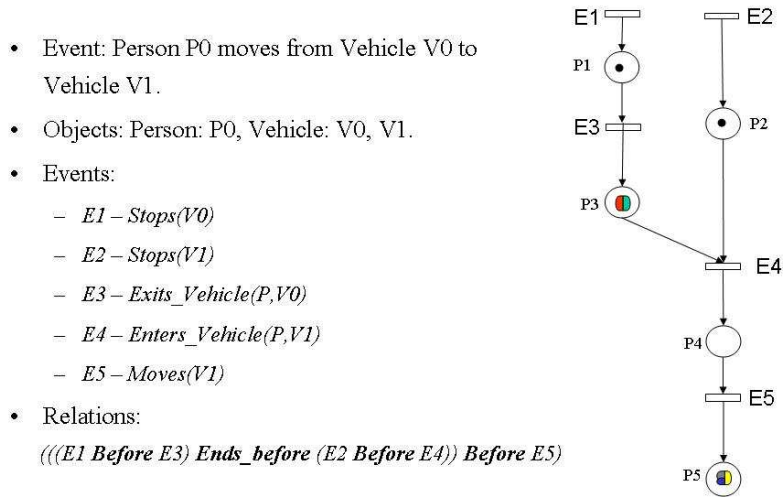 • Event: Person P0 moves from Vehicle V0 to
Vehicle V1.
• Objects: Person: P0, Vehicle: V0, V1.
• Events:
– E1 – Stops(V0)
– E2 – Stops(V1)
– E3 – Exits_Vehicle(P,V0)
– E4 – Enters_Vehicle(P,V1)
– E5 – Moves(V1)
• Relations:
(((E1 Before E3) Ends_before (E2 Before E4)) Before E5)
E1
E2
P1
P2
E3
P3
E4
P4
E5
P5